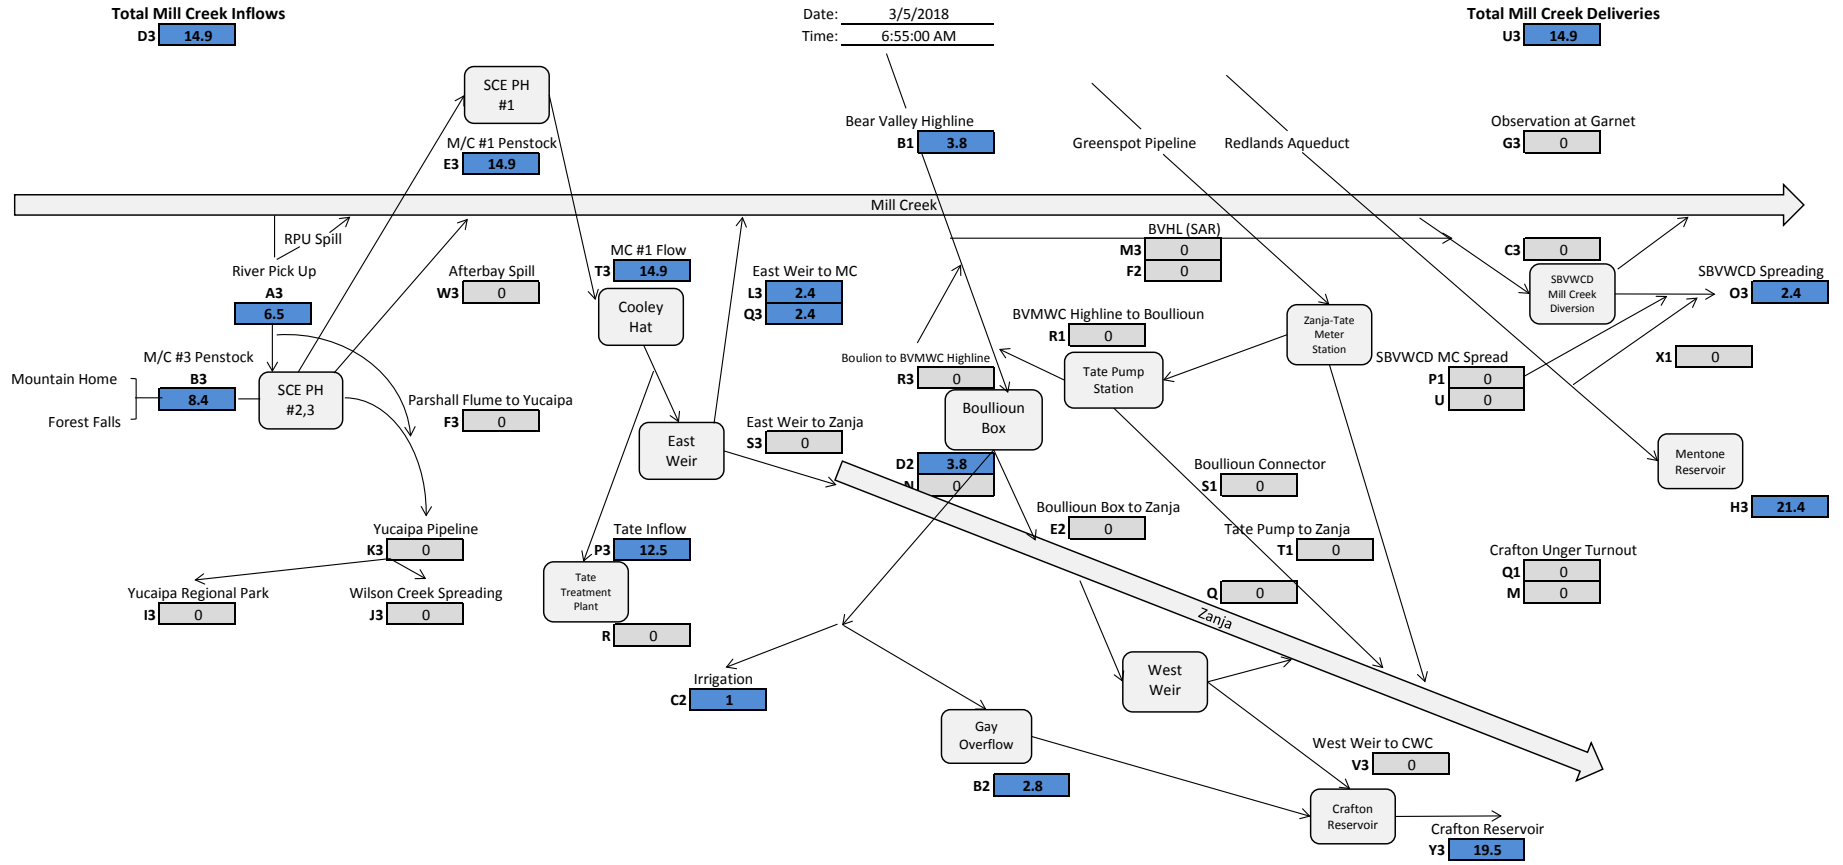 Total Mill Creek Inflows
D3 14.9
Date: 3/5/2018
Time: 6:55:00 AM
Total Mill Creek Deliveries
U3 14.9
SCE PH
#1
M/C #1 Penstock
E3 14.9
Bear Valley Highline
B1 3.8
Greenspot Pipeline
Redlands Aqueduct
Observation at Garnet
G3 0
Mill Creek
RPU Spill
River Pick Up
A3
6.5
Afterbay Spill
W3 0
MC #1 Flow
T3 14.9
Cooley
Hat
East Weir to MC
L3 2.4
Q3 2.4
BVHL (SAR)
M3 0
F2 0
C3 0
SBVWCD
Mill Creek
Diversion
SBVWCD Spreading
O3 2.4
BVMWC Highline to Boullioun
R1 0
Zanja-Tate
Meter
Station
Boulion to BVMWC Highline
R3 0
Tate Pump
Station
SBVWCD MC Spread
P1 0
U 0
X1 0
M/C #3 Penstock
B3
8.4
Mountain Home
Forest Falls
SCE PH
#2,3
Parshall Flume to Yucaipa
F3 0
East
Weir
East Weir to Zanja
S3 0
Boullioun
Box
D2 3.8
N 0
Boullioun Connector
S1 0
Mentone
Reservoir
H3 21.4
Boullioun Box to Zanja
E2 0
Tate Pump to Zanja
T1 0
Yucaipa Pipeline
K3 0
Tate Inflow
P3 12.5
Tate
Treatment
Plant
R 0
Crafton Unger Turnout
Q1 0
M 0
Yucaipa Regional Park
I3 0
Wilson Creek Spreading
J3 0
Q 0
Zanja
Irrigation
C2 1
West
Weir
Gay
Overflow
B2 2.8
West Weir to CWC
V3 0
Crafton
Reservoir
Crafton Reservoir
Y3 19.5